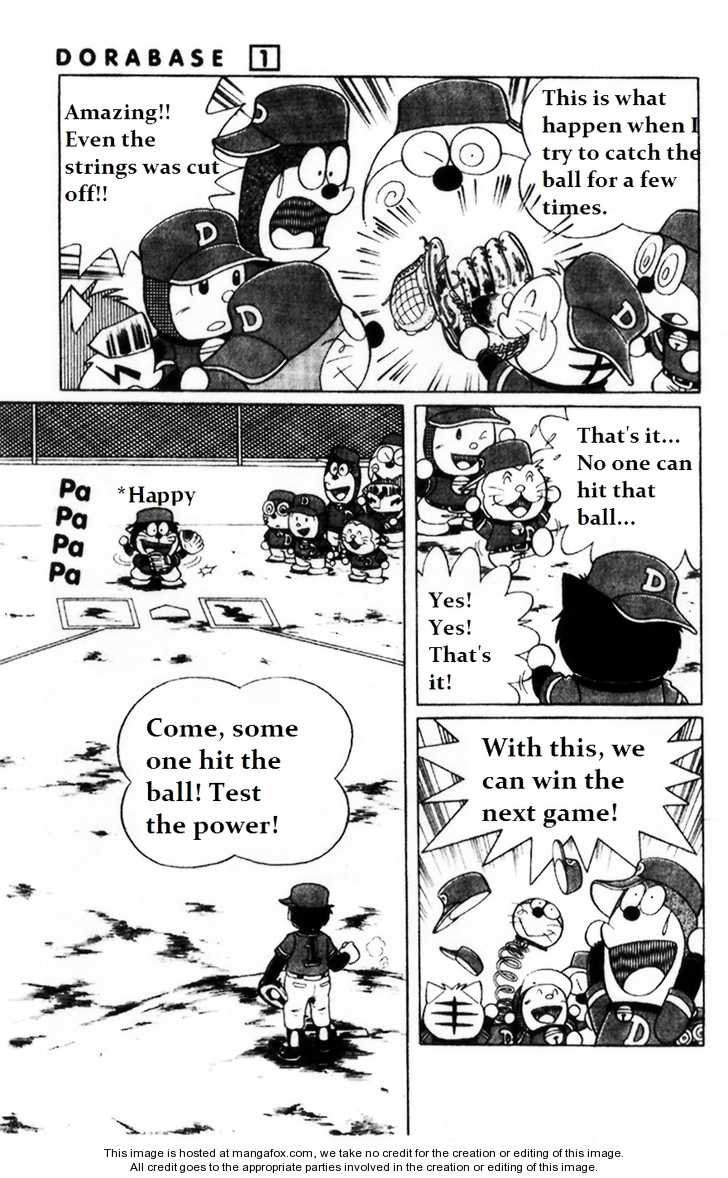 DORABASE 1
This is what
happen when I
try to catch the
ball for a few
times.
Amazing!!
Even the
strings was cut
off!!
That's it...
No one can
hit that
ball...
Yes!
Yes!
That's
it!
With this, we
can win the
next game!
Pa
Pa
Pa
Pa
*Happy
Come, some
one hit the
ball! Test
the power!
This image is hosted at mangafox.com, we take no credit for the creation or editing of this image.
All credit goes to the appropriate parties involved in the creation or editing of this image.